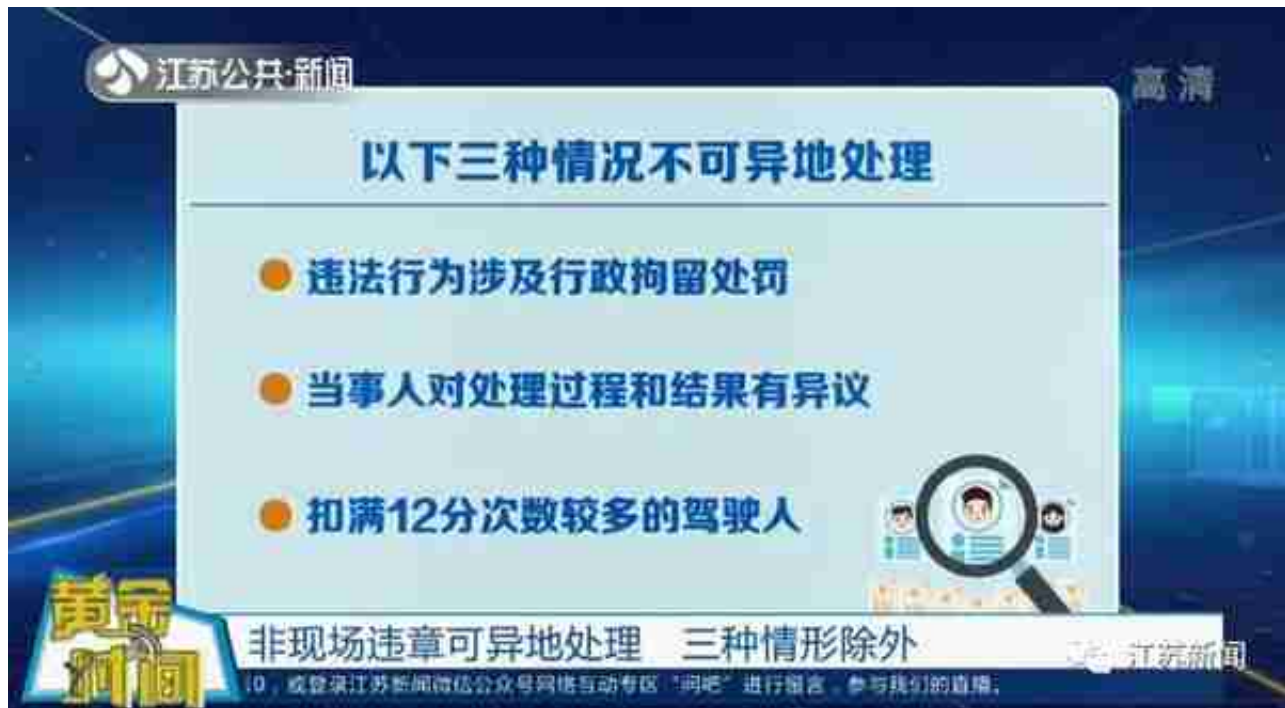 江苏公共·新闻
高清
以下三种情况不可异地处理
违法行为涉及行政拘留处罚
当事人对处理过程和结果有异议
扣满12分次数较多的驾驶人
黄金时间
非现场违章可异地处理 三种情形除外
江苏新闻
0，或登录江苏新闻微信公众号网络互动专区“问吧”进行留言，参与我们的直播。